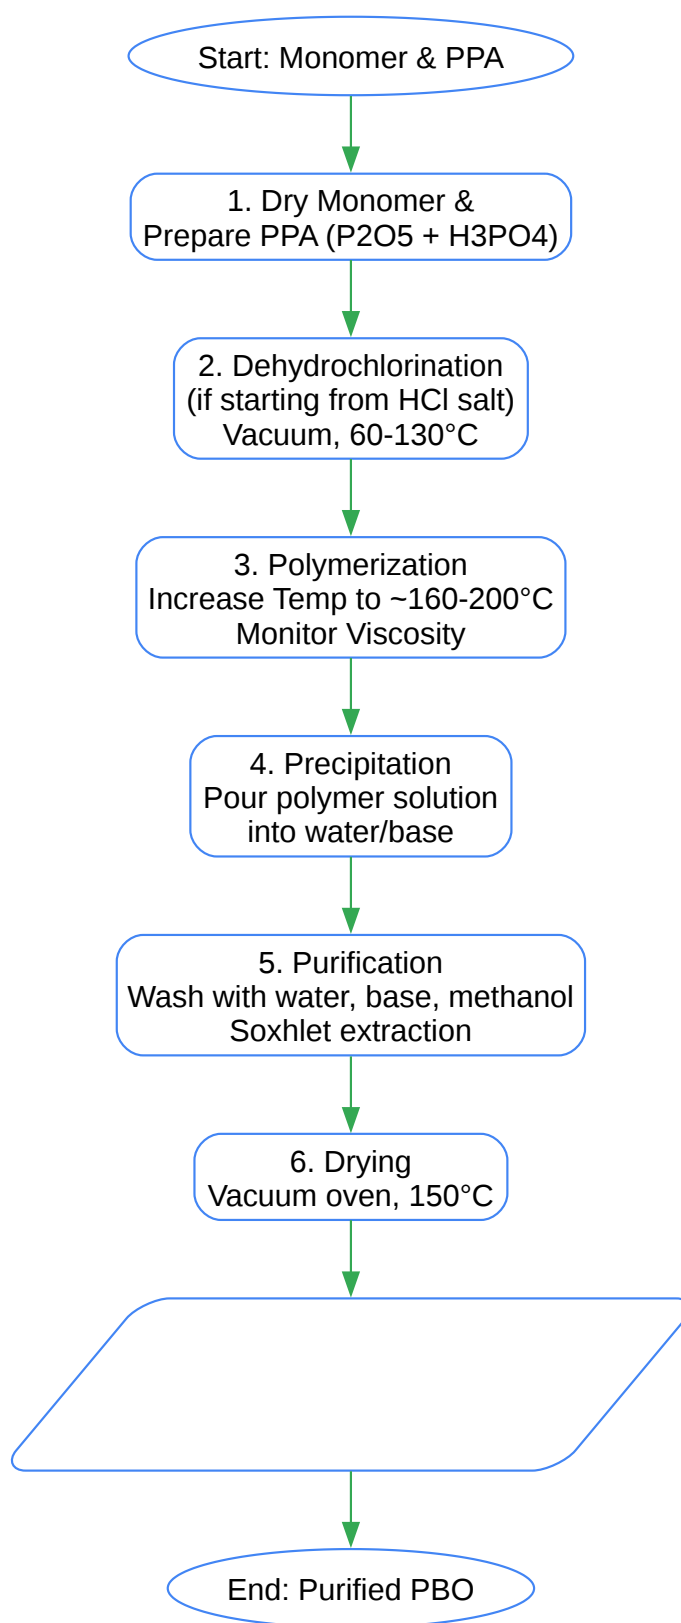 Start: Monomer & PPA
1. Dry Monomer &
Prepare PPA (P2O5 + H3PO4)
2. Dehydrochlorination
(if starting from HCl salt)
Vacuum, 60-130°C
3. Polymerization
Increase Temp to ~160-200°C
Monitor Viscosity
4. Precipitation
Pour polymer solution
into water/base
5. Purification
Wash with water, base, methanol
Soxhlet extraction
6. Drying
Vacuum oven, 150°C
End: Purified PBO